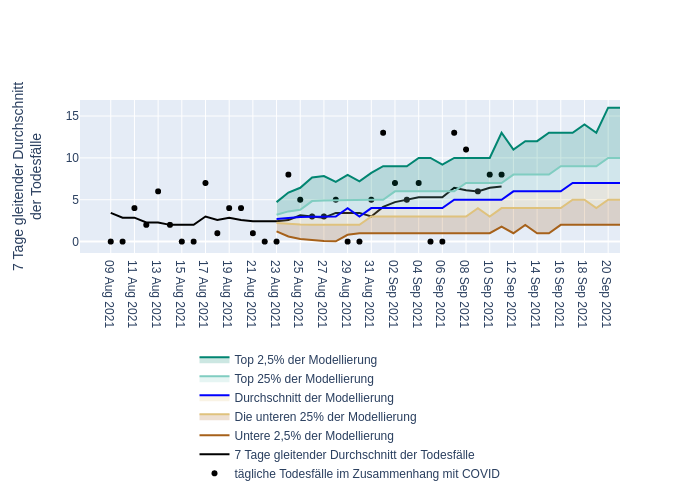 7 Tage gleitender Durchschnitt
der Todesfälle
15
10
5
0
09 Aug 2021
11 Aug 2021
13 Aug 2021
15 Aug 2021
17 Aug 2021
19 Aug 2021
21 Aug 2021
23 Aug 2021
25 Aug 2021
27 Aug 2021
29 Aug 2021
31 Aug 2021
02 Sep 2021
04 Sep 2021
06 Sep 2021
08 Sep 2021
10 Sep 2021
12 Sep 2021
14 Sep 2021
16 Sep 2021
18 Sep 2021
20 Sep 2021
Top 2,5% der Modellierung
Top 25% der Modellierung
Durchschnitt der Modellierung
Die unteren 25% der Modellierung
Untere 2,5% der Modellierung
7 Tage gleitender Durchschnitt der Todesfälle
tägliche Todesfälle im Zusammenhang mit COVID